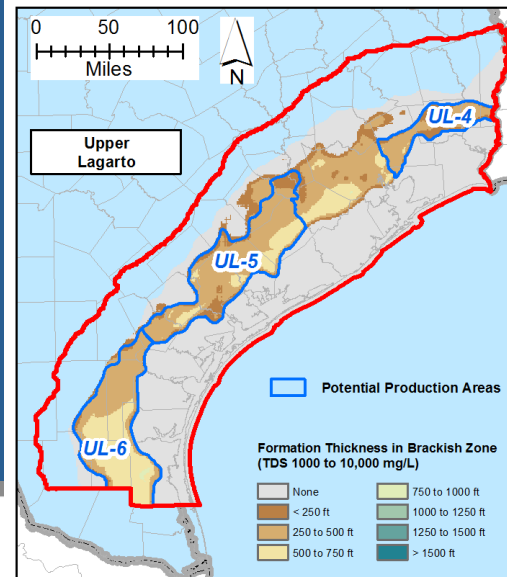 0 50 100
Miles
N
Upper
Lagarto
UL-4
UL-5
UL-6
Potential Production Areas
Formation Thickness in Brackish Zone
(TDS 1000 to 10,000 mg/L)
None
< 250 ft
250 to 500 ft
500 to 750 ft
750 to 1000 ft
1000 to 1250 ft
1250 to 1500 ft
> 1500 ft